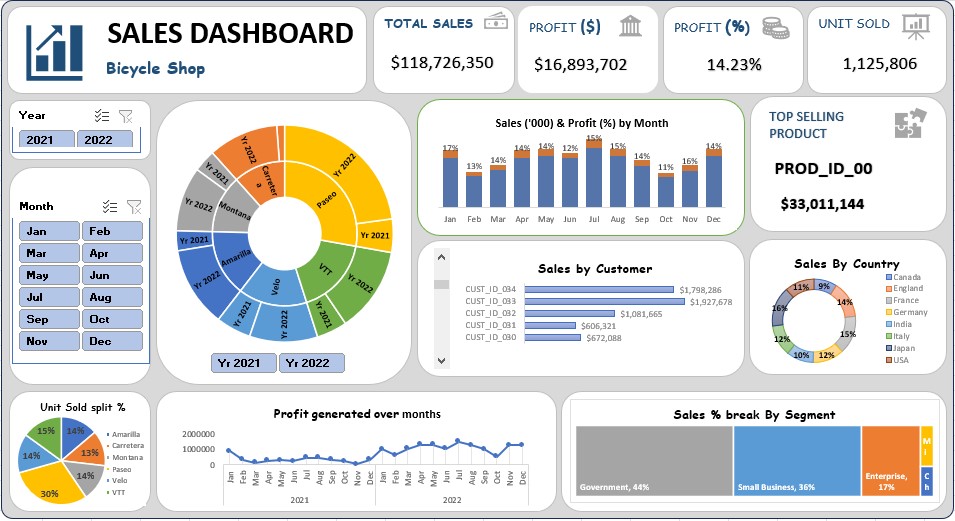 SALES DASHBOARD
Bicycle Shop
TOTAL SALES
$118,726,350
PROFIT ($)
$16,893,702
PROFIT (%)
14.23%
UNIT SOLD
1,125,806
Year
2021 2022
Month
Jan Feb
Mar Apr
May Jun
Jul Aug
Sep Oct
Nov Dec
Paseo
Yr 2022
Yr 2021
VTT
Yr 2022
Yr 2021
Velo
Yr 2022
Yr 2021
Amarilla
Yr 2022
Yr 2021
Montana
Yr 2022
Yr 2021
Carreter
a
Yr 2022
Yr 2021 Yr 2022
Sales ('000) & Profit (%) by Month
17% 13% 14% 14% 14% 12% 15% 15% 14% 11% 16% 14%
Jan Feb Mar Apr May Jun Jul Aug Sep Oct Nov Dec
TOP SELLING
PRODUCT
PROD_ID_00
$33,011,144
Sales by Customer
CUST_ID_034 $1,798,286
CUST_ID_033 $1,927,678
CUST_ID_032 $1,081,665
CUST_ID_031 $606,321
CUST_ID_030 $672,088
Sales By Country
9%
14%
15%
12%
10%
12%
16%
11%
Canada
England
France
Germany
India
Italy
Japan
USA
Unit Sold split %
14%
13%
14%
30%
14%
15%
Amarilla
Carretera
Montana
Paseo
Velo
VTT
Profit generated over months
2000000
1000000
0
Jan Feb Mar Apr May Jun Jul Aug Sep Oct Nov Dec Jan Feb Mar Apr May Jun Jul Aug Sep Oct Nov Dec
2021 2022
Sales % break By Segment
Government, 44%
Small Business, 36%
Enterprise,
17%
M
i
C
h